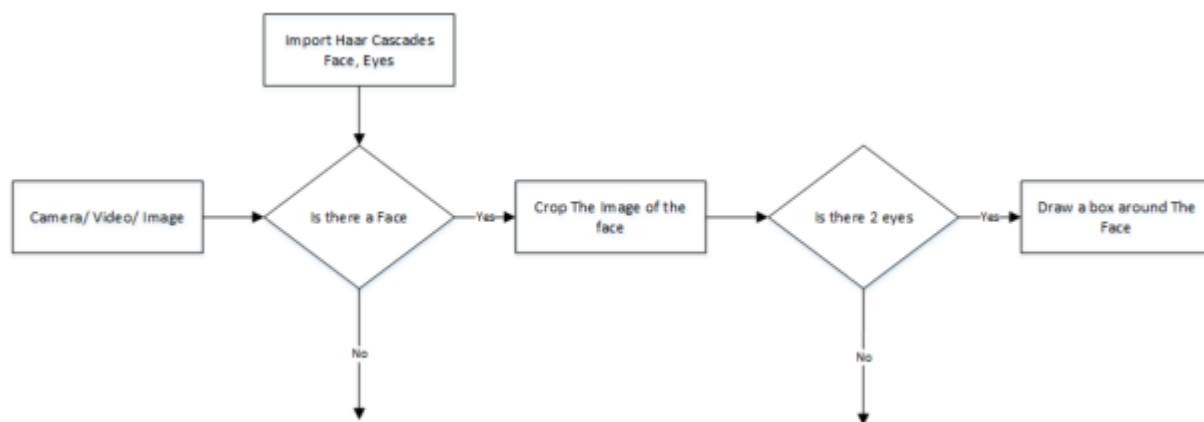 Import Haar Cascades
Face, Eyes
Camera/ Video/ Image
Is there a Face
Yes
Crop The Image of the
face
Is there 2 eyes
Yes
Draw a box around The
Face
No
No